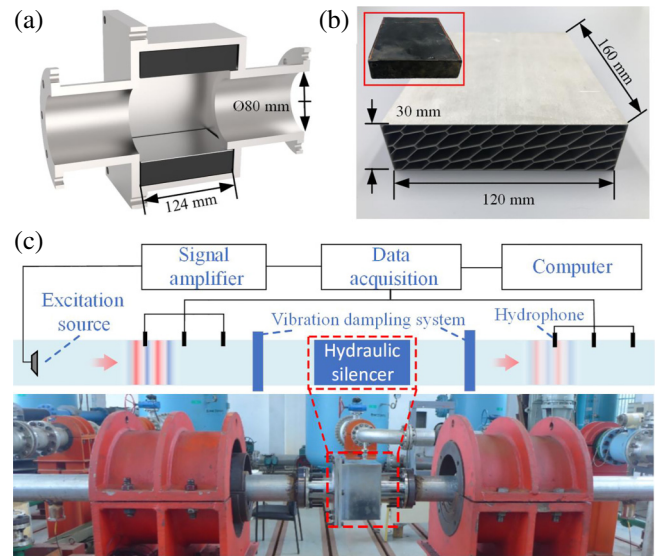 (a)
Ø80 mm
124 mm
(b)
160 mm
30 mm
120 mm
(c)
Signal
amplifier
Data
acquisition
Computer
Excitation
source
Vibration dampling system
Hydrophone
Hydraulic
silencer